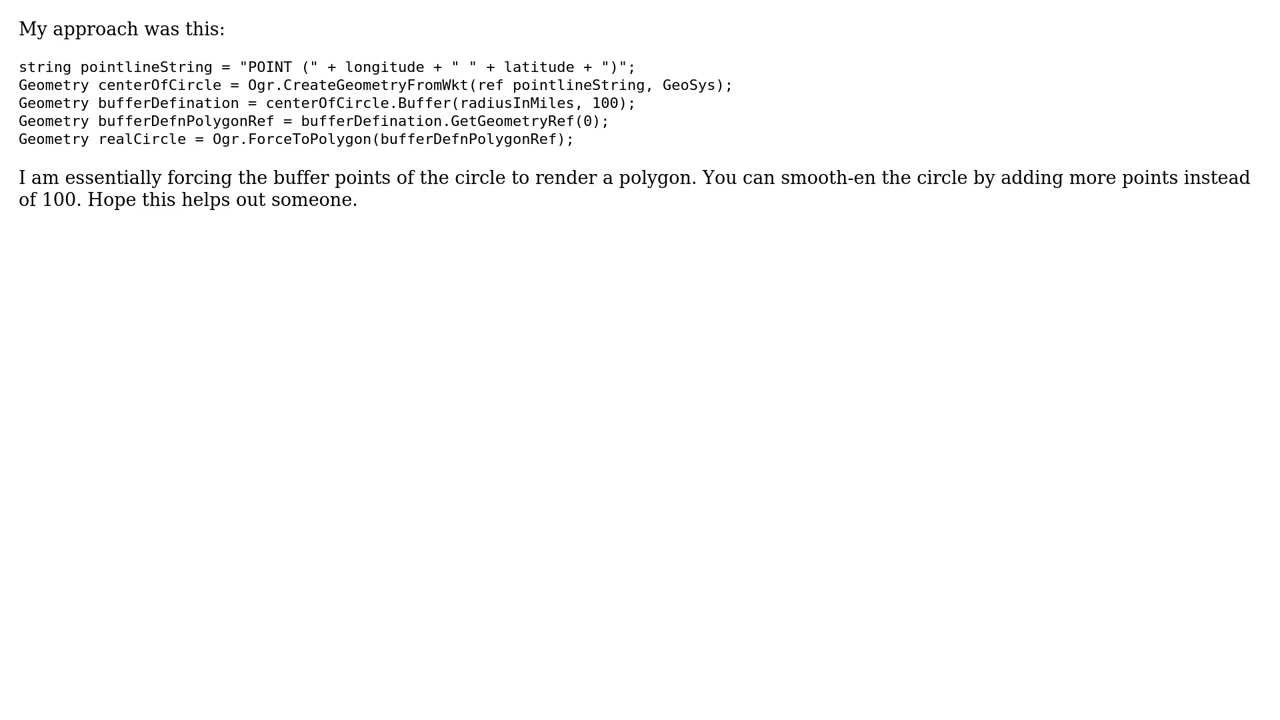 My approach was this:
string pointlineString = "POINT (" + longitude + " " + latitude + ")";
Geometry centerOfCircle = Ogr.CreateGeometryFromWkt(ref pointlineString, GeoSys);
Geometry bufferDefination = centerOfCircle.Buffer(radiusInMiles, 100);
Geometry bufferDefnPolygonRef = bufferDefination.GetGeometryRef(0);
Geometry realCircle = Ogr.ForceToPolygon(bufferDefnPolygonRef);
I am essentially forcing the buffer points of the circle to render a polygon. You can smooth-en the circle by adding more points instead
of 100. Hope this helps out someone.